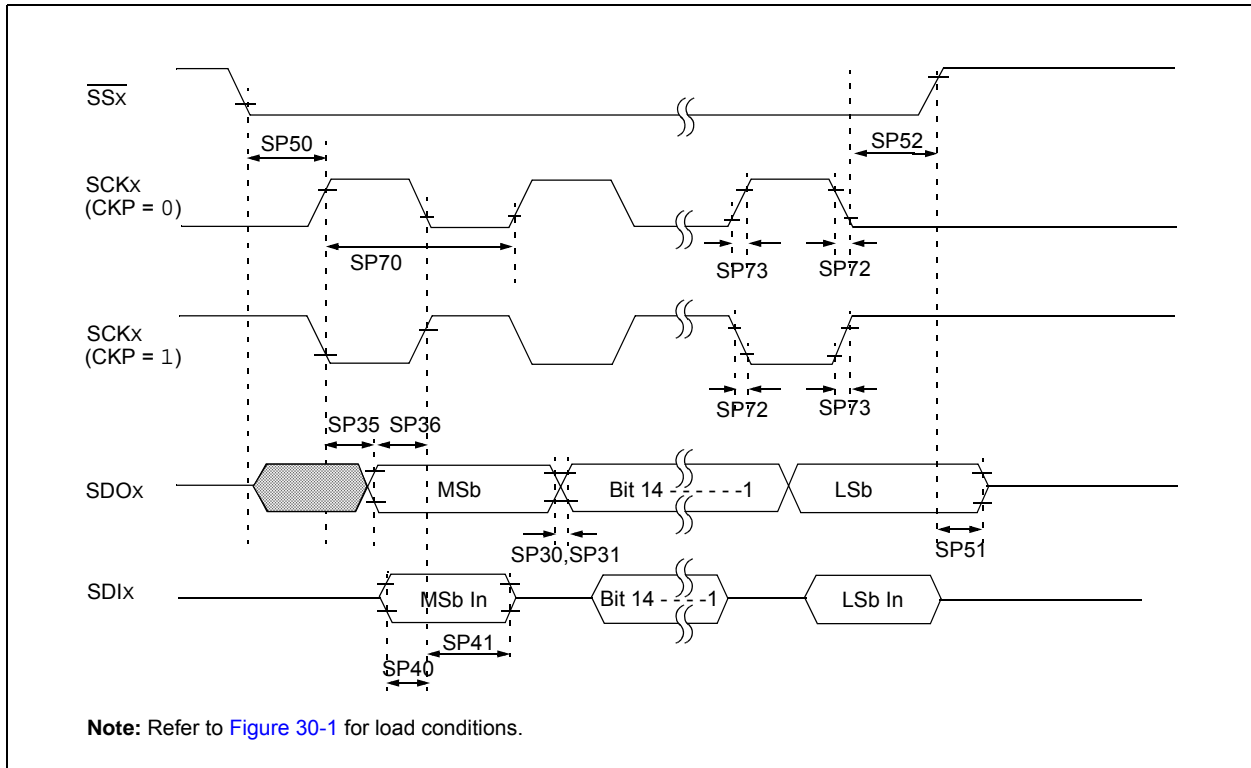 SSx
SP50
SP52
SCKx
(CKP = 0)
SP70
SP73
SP72
SCKx
(CKP = 1)
SP72
SP73
SP35
SP36
SDOx
MSb
Bit 14 - - - - - -1
LSb
SP30,SP31
SP51
SDIx
MSb In
Bit 14 - - - - -1
LSb In
SP41
SP40
Note: Refer to Figure 30-1 for load conditions.